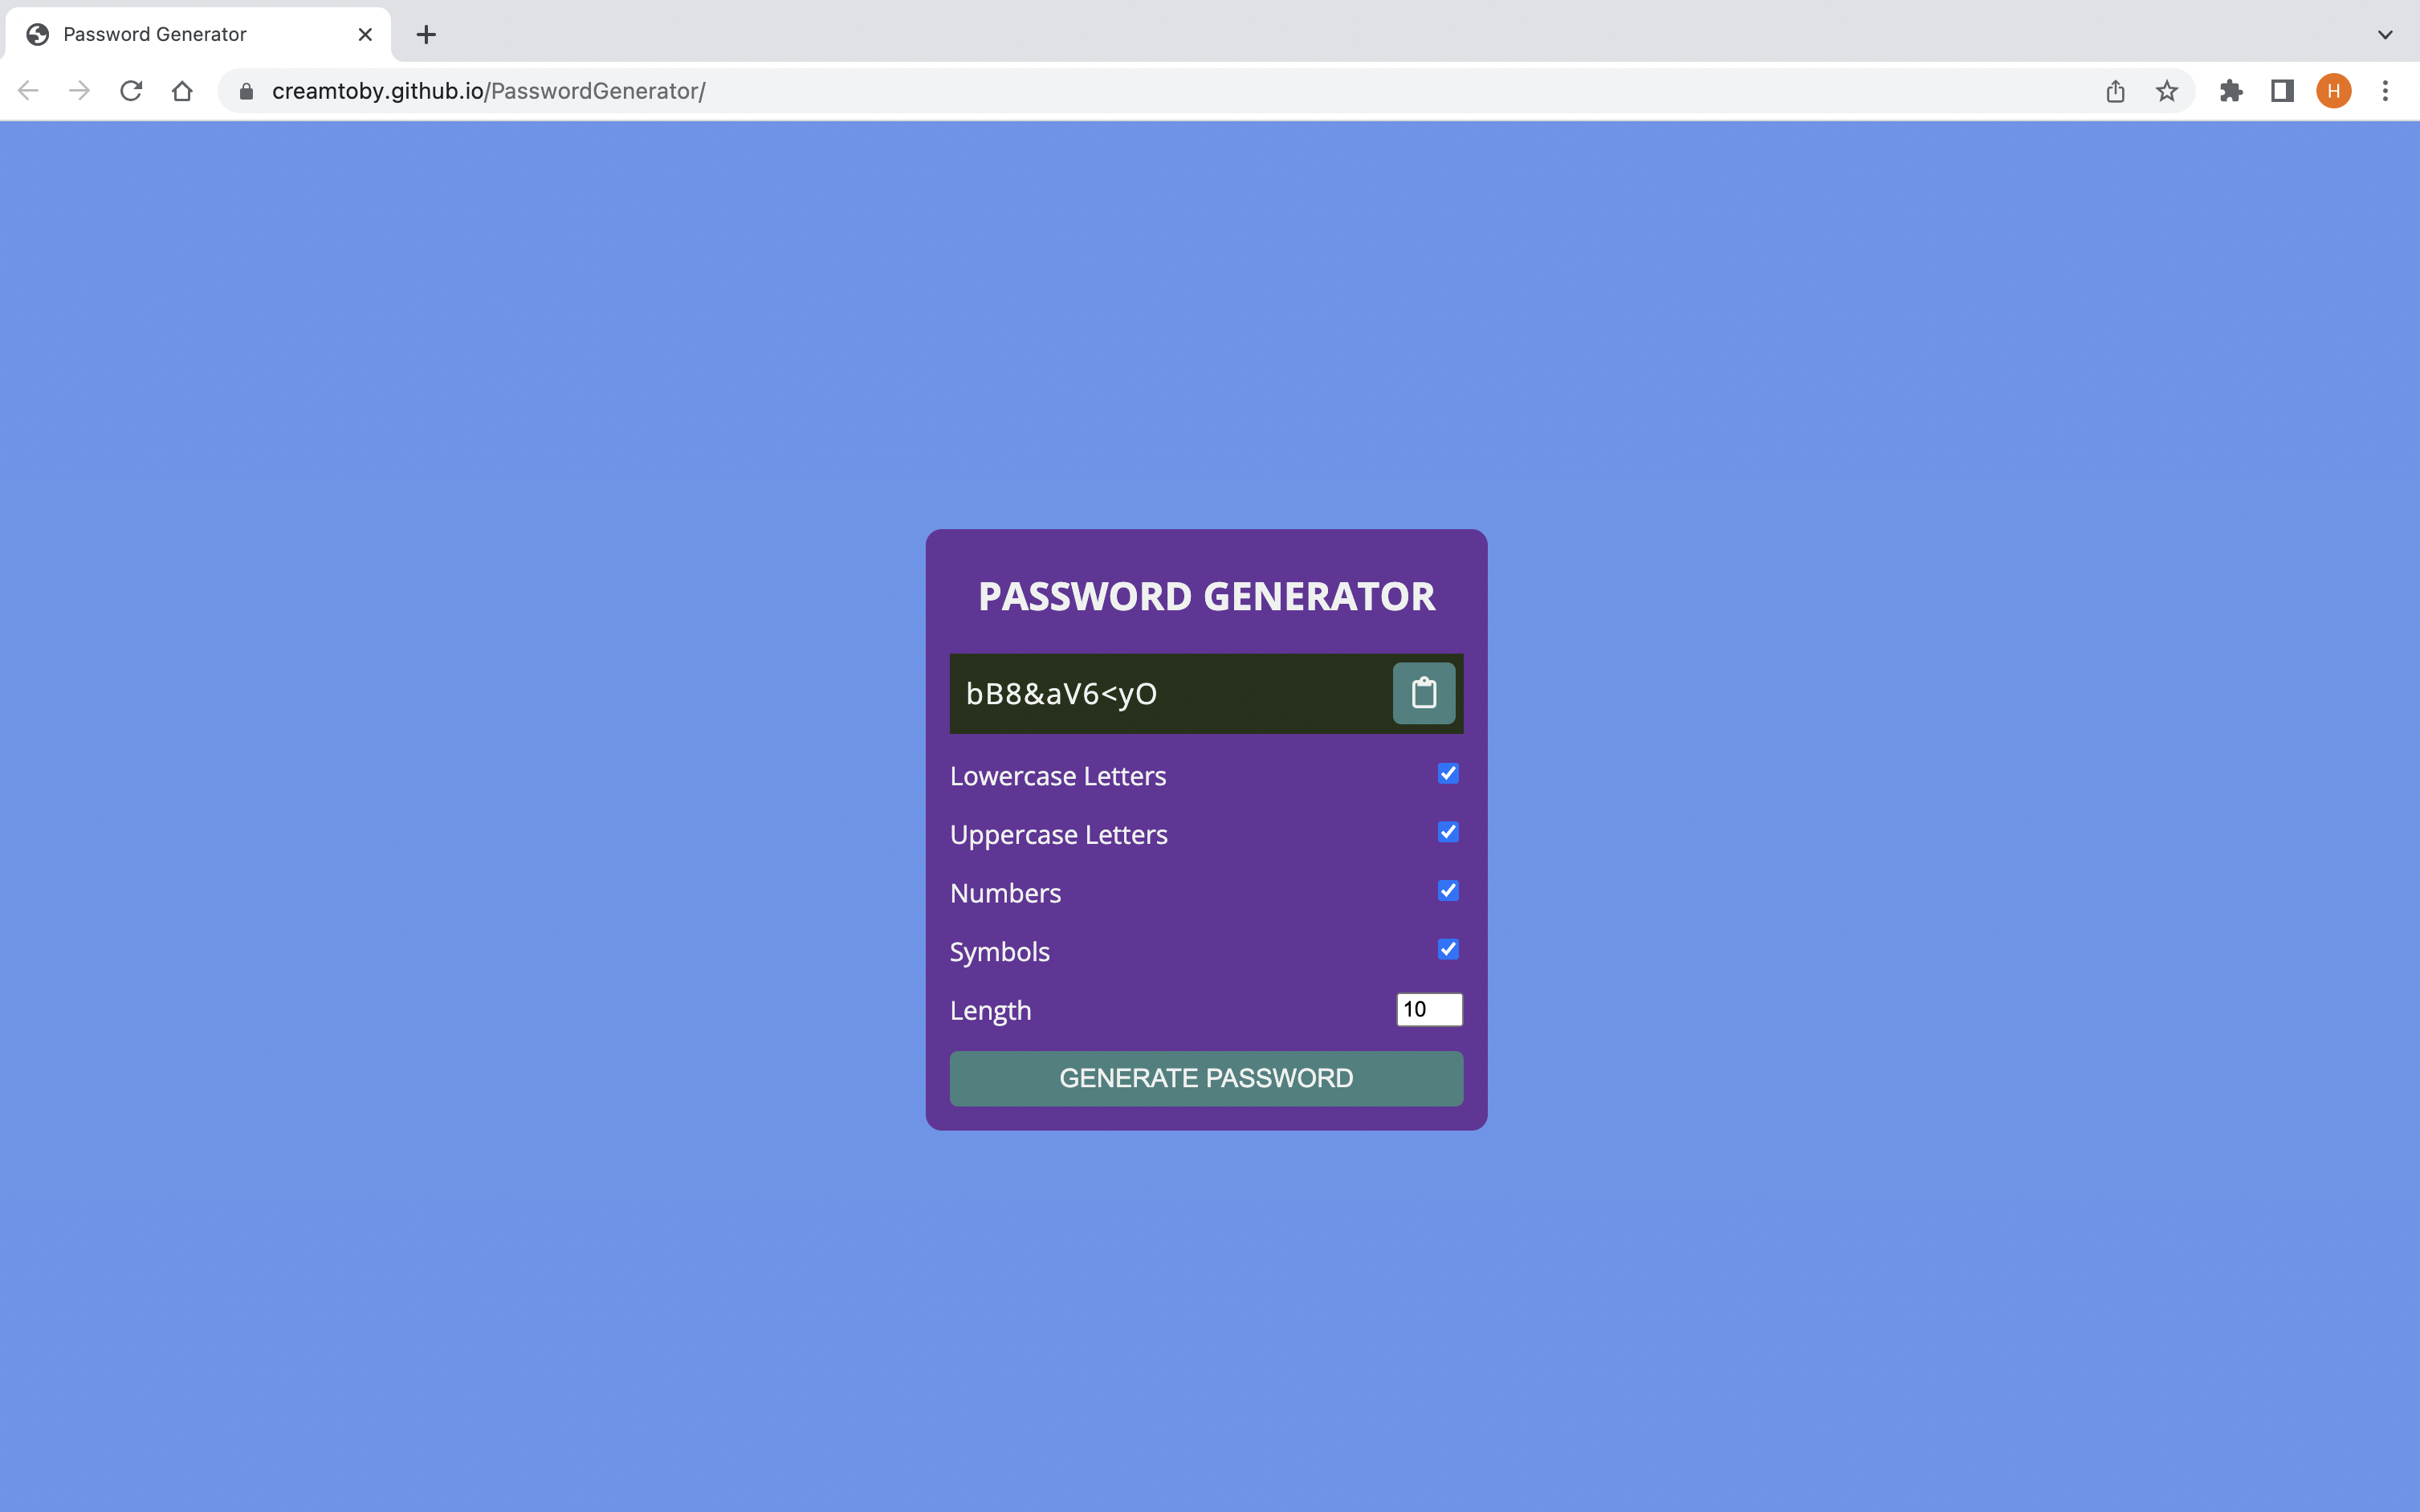 Password Generator
creamtoby.github.io/PasswordGenerator/
H
PASSWORD GENERATOR
bB8&aV6<yO
Lowercase Letters
Uppercase Letters
Numbers
Symbols
Length 10
GENERATE PASSWORD